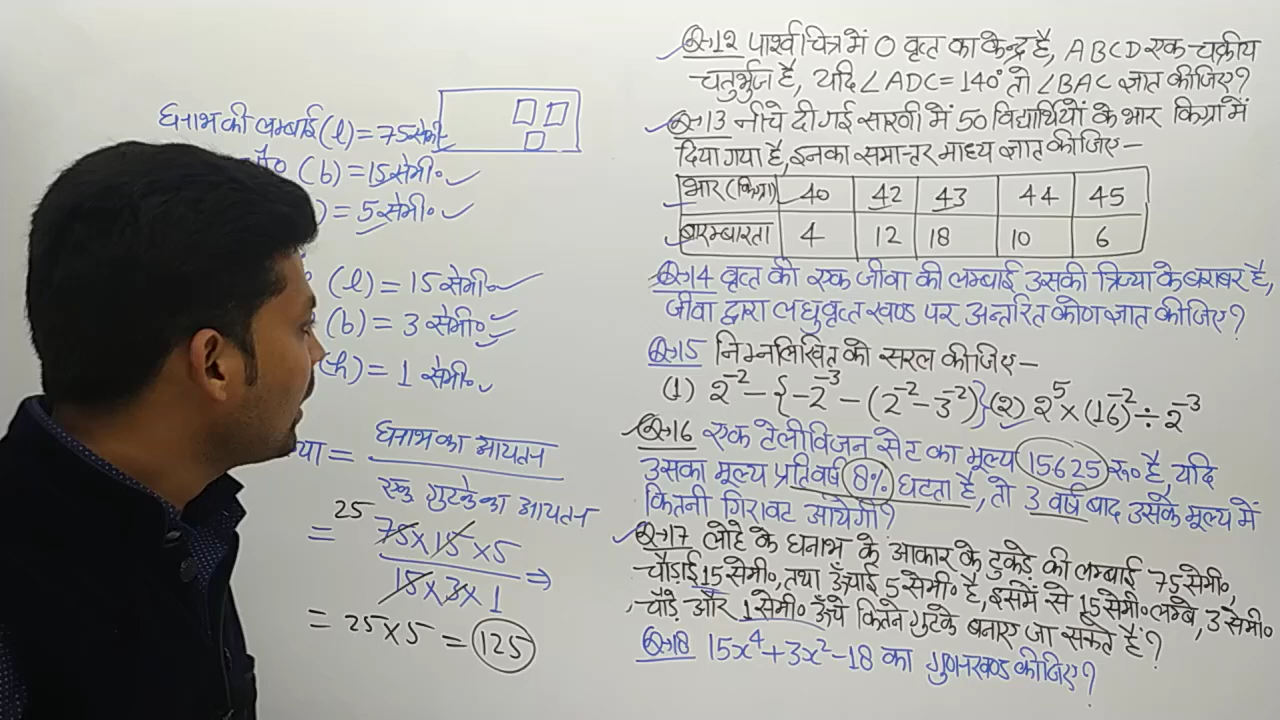 घनाभ की लम्बाई (l) = 75 सेमी०
(b) = 15 सेमी०
) = 5 सेमी०
(l) = 15 सेमी०
(b) = 3 सेमी०
(h) = 1 सेमी०
= घनाभ का आयतन
एक गुटके का आयतन
= 25 75×15×5
15×3×1 ⇒
= 25×5 = 125
Q→12 पार्श्व चित्र में O वृत्त का केन्द्र है, ABCD एक चक्रीय
चतुर्भुज है, यदि ∠ADC = 140° तो ∠BAC ज्ञात कीजिए?
Q→13 नीचे दी गई सारणी में 50 विद्यार्थियों के भार किग्रा में
दिया गया है, इनका समान्तर माध्य ज्ञात कीजिए—
भार (किग्रा) 40 42 43 44 45
बारम्बारता 4 12 18 10 6
Q→14 वृत्त की एक जीवा की लम्बाई उसकी त्रिज्या के बराबर है,
जीवा द्वारा लघुवृत्त खण्ड पर अन्तरित कोण ज्ञात कीजिए?
Q→15 निम्नलिखित को सरल कीजिए—
(1) 2⁻² – {–2⁻³ – (2⁻² – 3⁻²)} (2) 2⁵ × (16)⁻² ÷ 2⁻³
Q→16 एक टेलीविजन सेट का मूल्य 15625 रु० है, यदि
उसका मूल्य प्रतिवर्ष 8% घटता है, तो 3 वर्ष बाद उसके मूल्य में
कितनी गिरावट आयेगी?
Q→17 लोहे के घनाभ के आकार के टुकड़े की लम्बाई 75 सेमी०,
चौड़ाई 15 सेमी०, तथा ऊँचाई 5 सेमी० है, इसमें से 15 सेमी० लम्बे, 3 सेमी०
चौड़े और 1 सेमी० ऊँचे कितने गुटके बनाए जा सकते हैं?
Q→18 15x⁴+3x²–18 का गुणनखण्ड कीजिए?